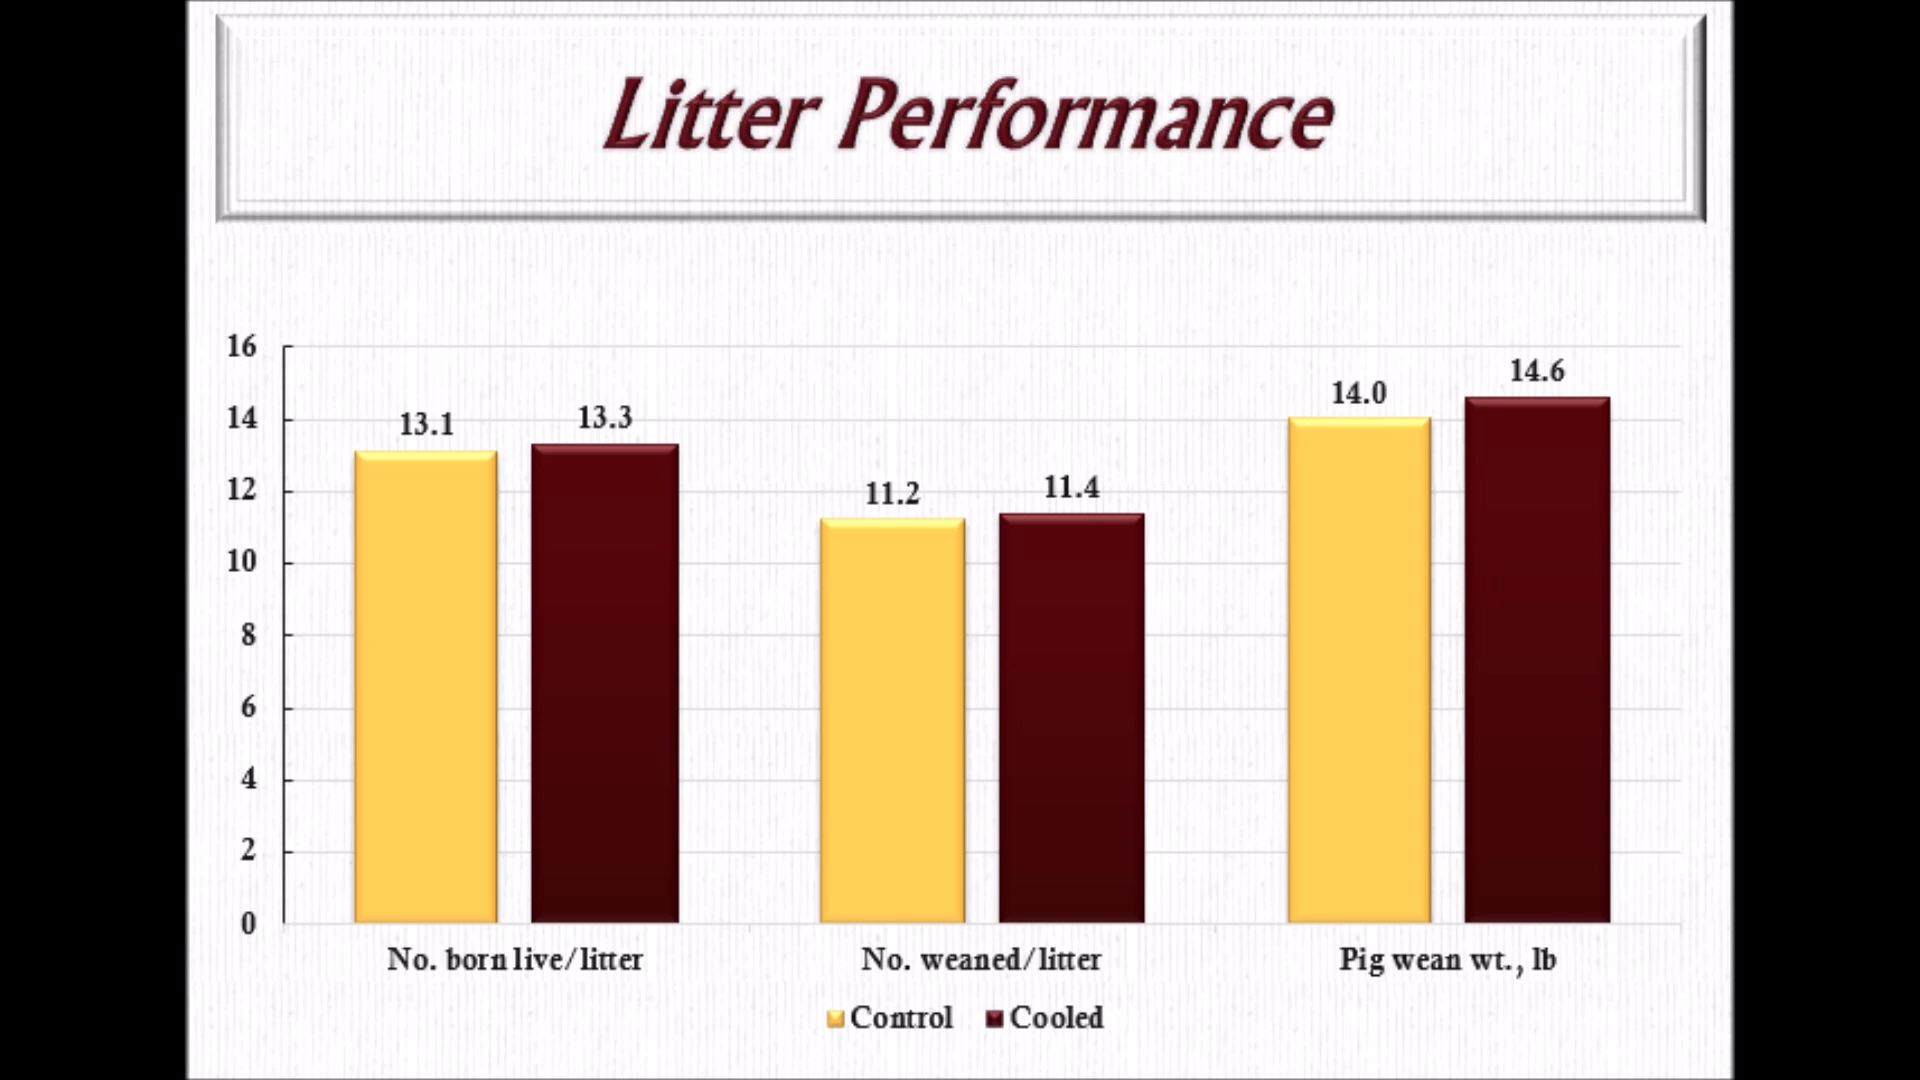 Litter Performance
16
14
12
10
8
6
4
2
0
13.1
13.3
11.2
11.4
14.0
14.6
No. born live/litter
No. weaned/litter
Pig wean wt., lb
Control
Cooled